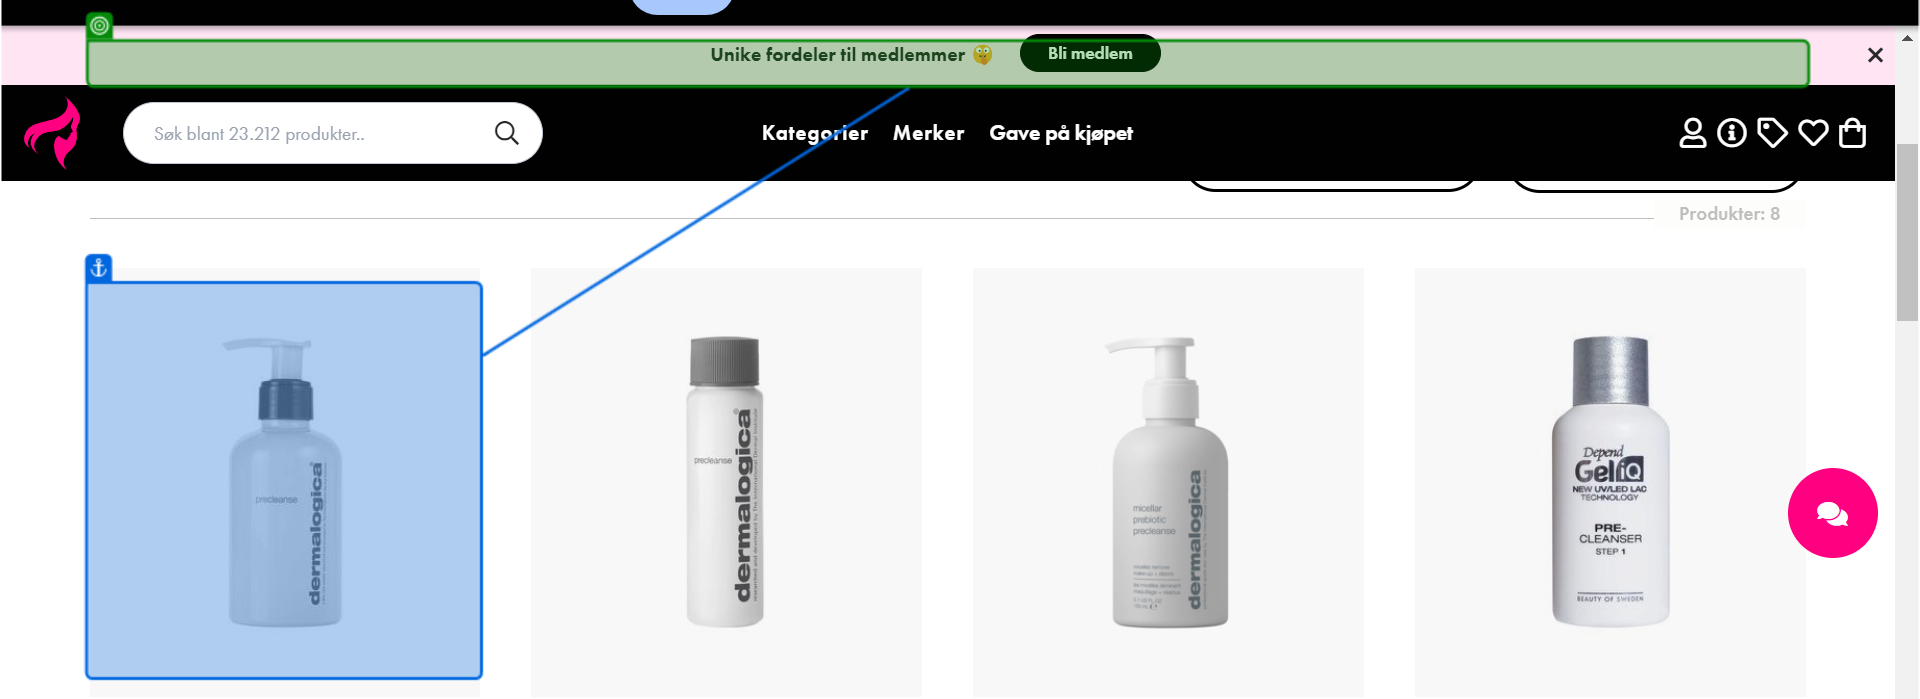 Unike fordeler til medlemmer
Bli medlem
Søk blant 23.212 produkter..
Kategorier
Merker
Gave på kjøpet
Produkter: 8
precleanse
dermalogica
precleanse
dermalogica
micellar
prebiotic
precleanse
dermalogica
Depend
GeliQ
NEW UV/LED LAC
TECHNOLOGY
PRE-
CLEANSER
STEP 1
BEAUTY OF SWEDEN